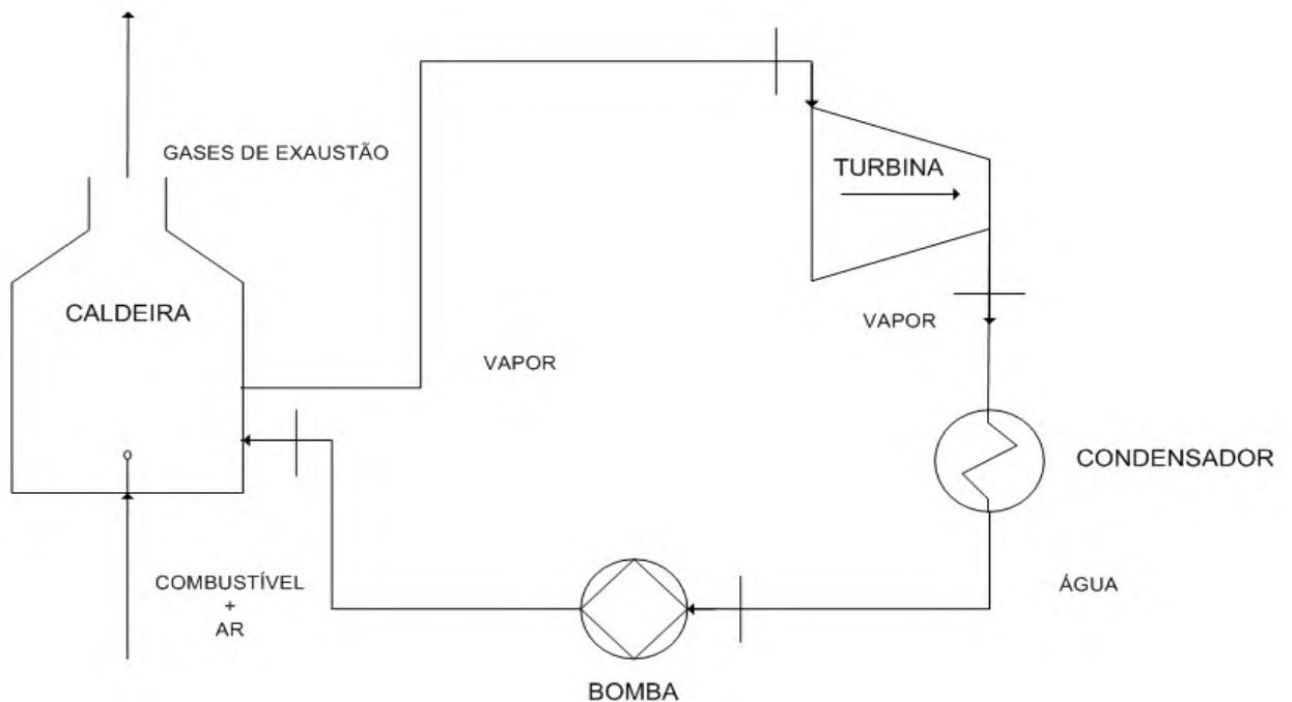 GASES DE EXAUSTÃO
TURBINA
CALDEIRA
VAPOR
VAPOR
CONDENSADOR
COMBUSTÍVEL
+
AR
ÁGUA
BOMBA